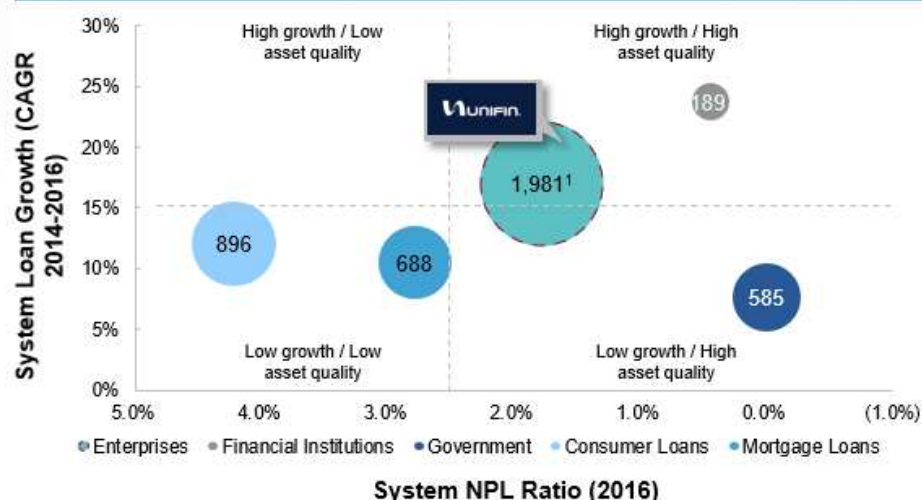 System Loan Growth (CAGR
2014-2016)
30%
25%
20%
15%
10%
5%
0%
High growth / Low
asset quality
High growth / High
asset quality
UNIFIN.
189
1,981¹
896
688
585
Low growth / Low
asset quality
Low growth / High
asset quality
5.0% 4.0% 3.0% 2.0% 1.0% 0.0% (1.0%)
Enterprises Financial Institutions Government Consumer Loans Mortgage Loans
System NPL Ratio (2016)